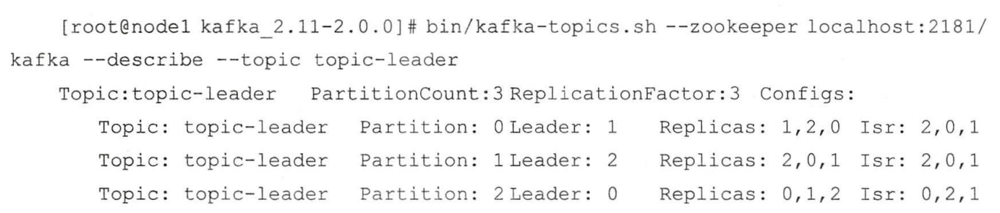 [root@node1 kafka_2.11-2.0.0]# bin/kafka-topics.sh --zookeeper localhost:2181/
kafka --describe --topic topic-leader
Topic:topic-leader PartitionCount:3 ReplicationFactor:3 Configs:
Topic: topic-leader Partition: 0 Leader: 1 Replicas: 1,2,0 Isr: 2,0,1
Topic: topic-leader Partition: 1 Leader: 2 Replicas: 2,0,1 Isr: 2,0,1
Topic: topic-leader Partition: 2 Leader: 0 Replicas: 0,1,2 Isr: 0,2,1